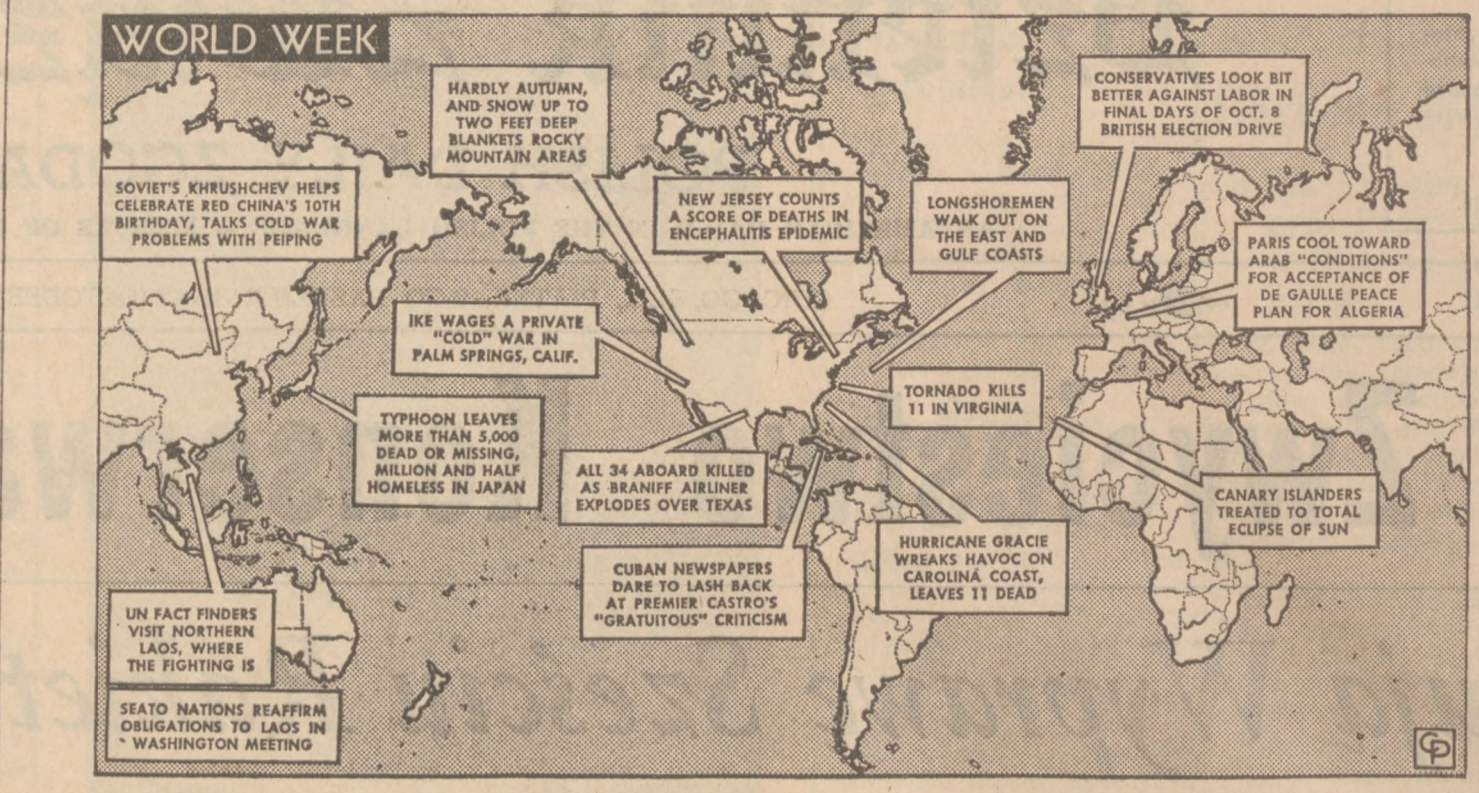 WORLD WEEK
HARDLY AUTUMN,
AND SNOW UP TO
TWO FEET DEEP
BLANKETS ROCKY
MOUNTAIN AREAS
CONSERVATIVES LOOK BIT
BETTER AGAINST LABOR IN
FINAL DAYS OF OCT. 8
BRITISH ELECTION DRIVE
SOVIET'S KHRUSHCHEV HELPS
CELEBRATE RED CHINA'S 10TH
BIRTHDAY, TALKS COLD WAR
PROBLEMS WITH PEIPING
NEW JERSEY COUNTS
A SCORE OF DEATHS IN
ENCEPHALITIS EPIDEMIC
LONGSHOREMEN
WALK OUT ON
THE EAST AND
GULF COASTS
PARIS COOL TOWARD
ARAB "CONDITIONS"
FOR ACCEPTANCE OF
DE GAULLE PEACE
PLAN FOR ALGERIA
IKE WAGES A PRIVATE
"COLD" WAR IN
PALM SPRINGS, CALIF.
TORNADO KILLS
11 IN VIRGINIA
TYPHOON LEAVES
MORE THAN 5,000
DEAD OR MISSING,
MILLION AND HALF
HOMELESS IN JAPAN
ALL 34 ABOARD KILLED
AS BRANIFF AIRLINER
EXPLODES OVER TEXAS
CANARY ISLANDERS
TREATED TO TOTAL
ECLIPSE OF SUN
HURRICANE GRACIE
WREAKS HAVOC ON
CAROLINA COAST,
LEAVES 11 DEAD
CUBAN NEWSPAPERS
DARE TO LASH BACK
AT PREMIER CASTRO'S
"GRATUITOUS" CRITICISM
UN FACT FINDERS
VISIT NORTHERN
LAOS, WHERE
THE FIGHTING IS
SEATO NATIONS REAFFIRM
OBLIGATIONS TO LAOS IN
WASHINGTON MEETING
CP